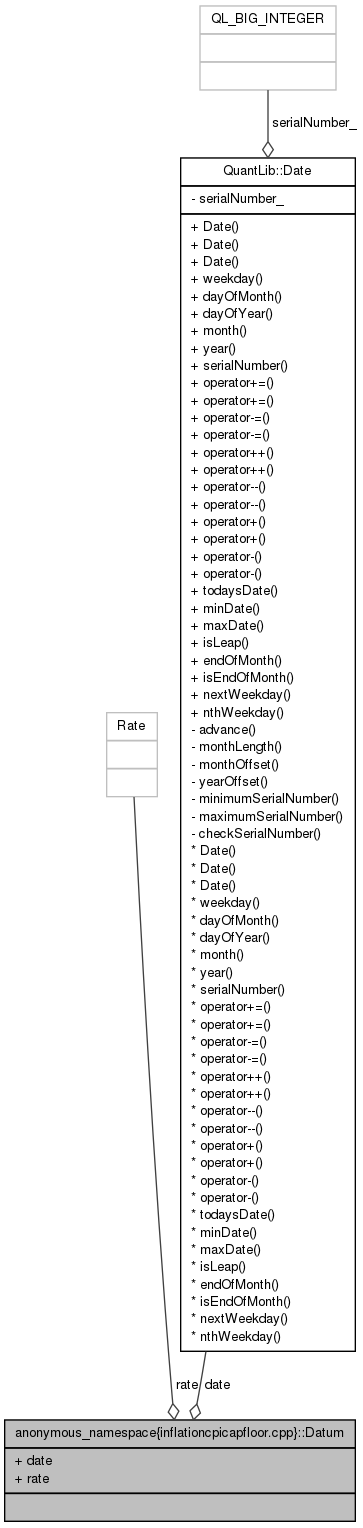 QL_BIG_INTEGER
serialNumber_
QuantLib::Date
- serialNumber_
+ Date()
+ Date()
+ Date()
+ weekday()
+ dayOfMonth()
+ dayOfYear()
+ month()
+ year()
+ serialNumber()
+ operator+=()
+ operator+=()
+ operator-=()
+ operator-=()
+ operator++()
+ operator++()
+ operator--()
+ operator--()
+ operator+()
+ operator+()
+ operator-()
+ operator-()
+ todaysDate()
+ minDate()
+ maxDate()
+ isLeap()
+ endOfMonth()
+ isEndOfMonth()
+ nextWeekday()
+ nthWeekday()
- advance()
- monthLength()
- monthOffset()
- yearOffset()
- minimumSerialNumber()
- maximumSerialNumber()
- checkSerialNumber()
* Date()
* Date()
* Date()
* weekday()
* dayOfMonth()
* dayOfYear()
* month()
* year()
* serialNumber()
* operator+=()
* operator+=()
* operator-=()
* operator-=()
* operator++()
* operator++()
* operator--()
* operator--()
* operator+()
* operator+()
* operator-()
* operator-()
* todaysDate()
* minDate()
* maxDate()
* isLeap()
* endOfMonth()
* isEndOfMonth()
* nextWeekday()
* nthWeekday()
Rate
rate
date
anonymous_namespace{inflationcpicapfloor.cpp}::Datum
+ date
+ rate